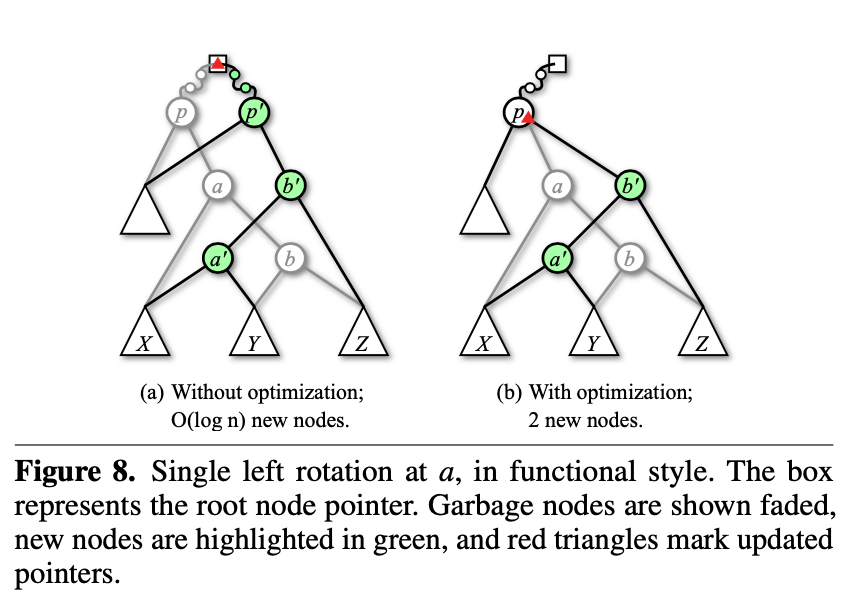 p p' p
a b' a b'
a' b a' b
X Y Z X Y Z
(a) Without optimization; (b) With optimization;
O(log n) new nodes. 2 new nodes.
Figure 8. Single left rotation at a, in functional style. The box
represents the root node pointer. Garbage nodes are shown faded,
new nodes are highlighted in green, and red triangles mark updated
pointers.